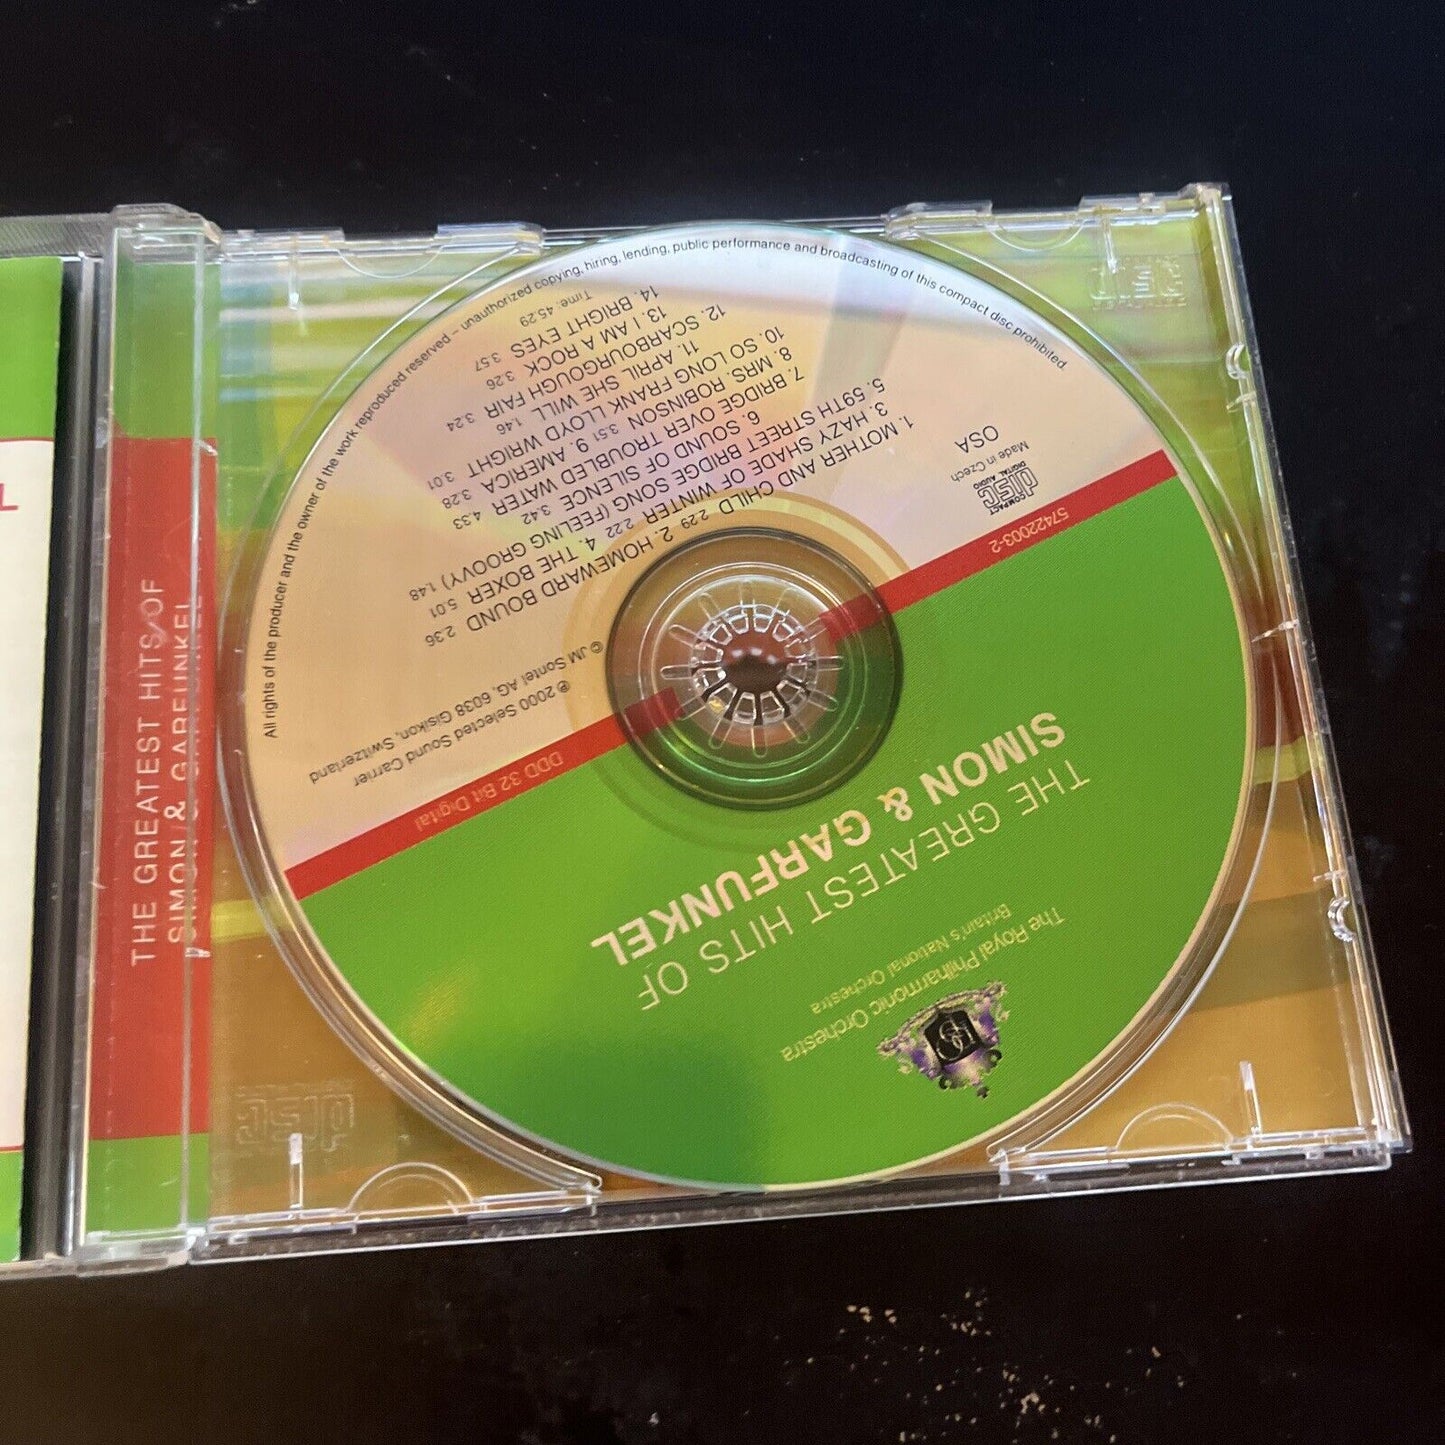 THE GREATEST HITS OF
SIMON & GARFUNKEL
L
The Royal Philharmonic Orchestra
Britain's National Orchestra
THE GREATEST HITS OF
SIMON & GARFUNKEL
DDD 32 Bit Digital
57422003-2
COMPACT
disc
DIGITAL AUDIO
Made in Czech
OSA
℗ 2000 Selected Sound Carrier
© JM Sontel AG, 6038 Gisikon, Switzerland
1. MOTHER AND CHILD 2.29 2. HOMEWARD BOUND 2.36
3. HAZY SHADE OF WINTER 2.22 4. THE BOXER 5.01
5. 59TH STREET BRIDGE SONG (FEELING GROOVY) 1.48
6. SOUND OF SILENCE 3.42
7. BRIDGE OVER TROUBLED WATER 4.33
8. MRS. ROBINSON 3.51 9. AMERICA 3.28
10. SO LONG FRANK LLOYD WRIGHT 3.01
11. APRIL SHE WILL 1.46
12. SCARBOURGOUGH FAIR 3.24
13. I AM A ROCK 3.26
14. BRIGHT EYES 3.57
Time: 45.29
All rights of the producer and the owner of the work reproduced reserved – unauthorized copying, hiring, lending, public performance and broadcasting of this compact disc prohibited.
disc
disc